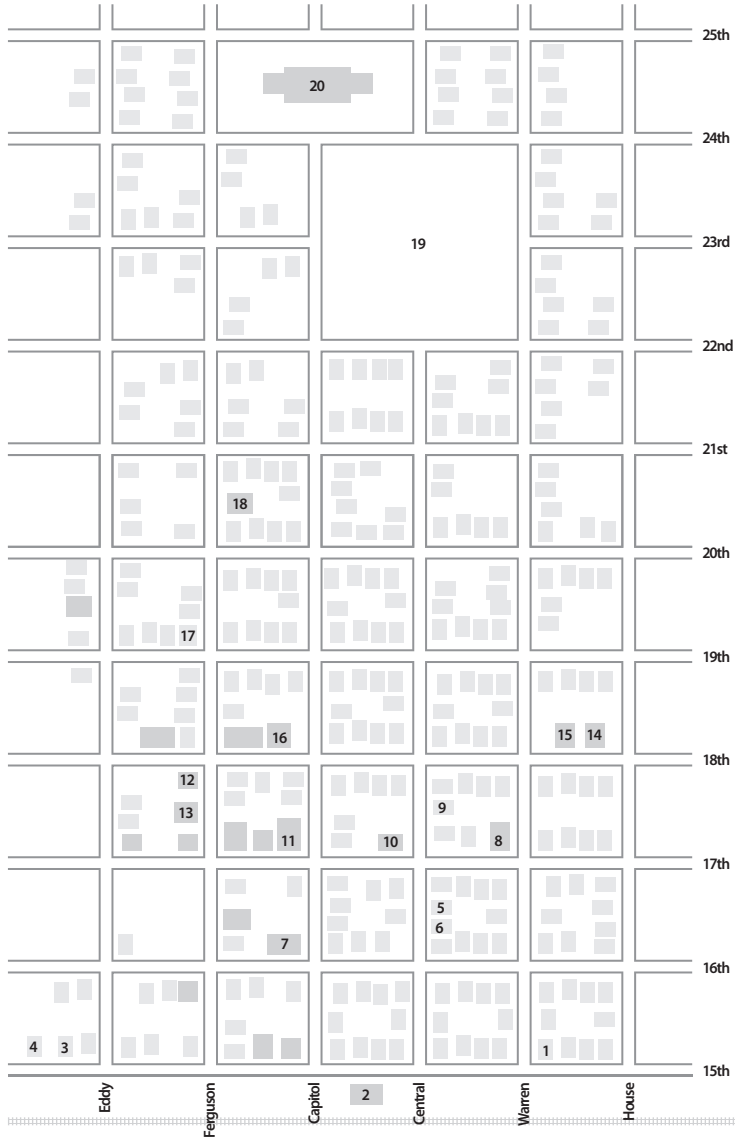 25th
20
24th
19
23rd
22nd
21st
18
20th
17
19th
16
15
14
18th
12
13
9
11
10
8
17th
5
6
7
16th
4
3
1
15th
2
Eddy
Ferguson
Capitol
Central
Warren
House